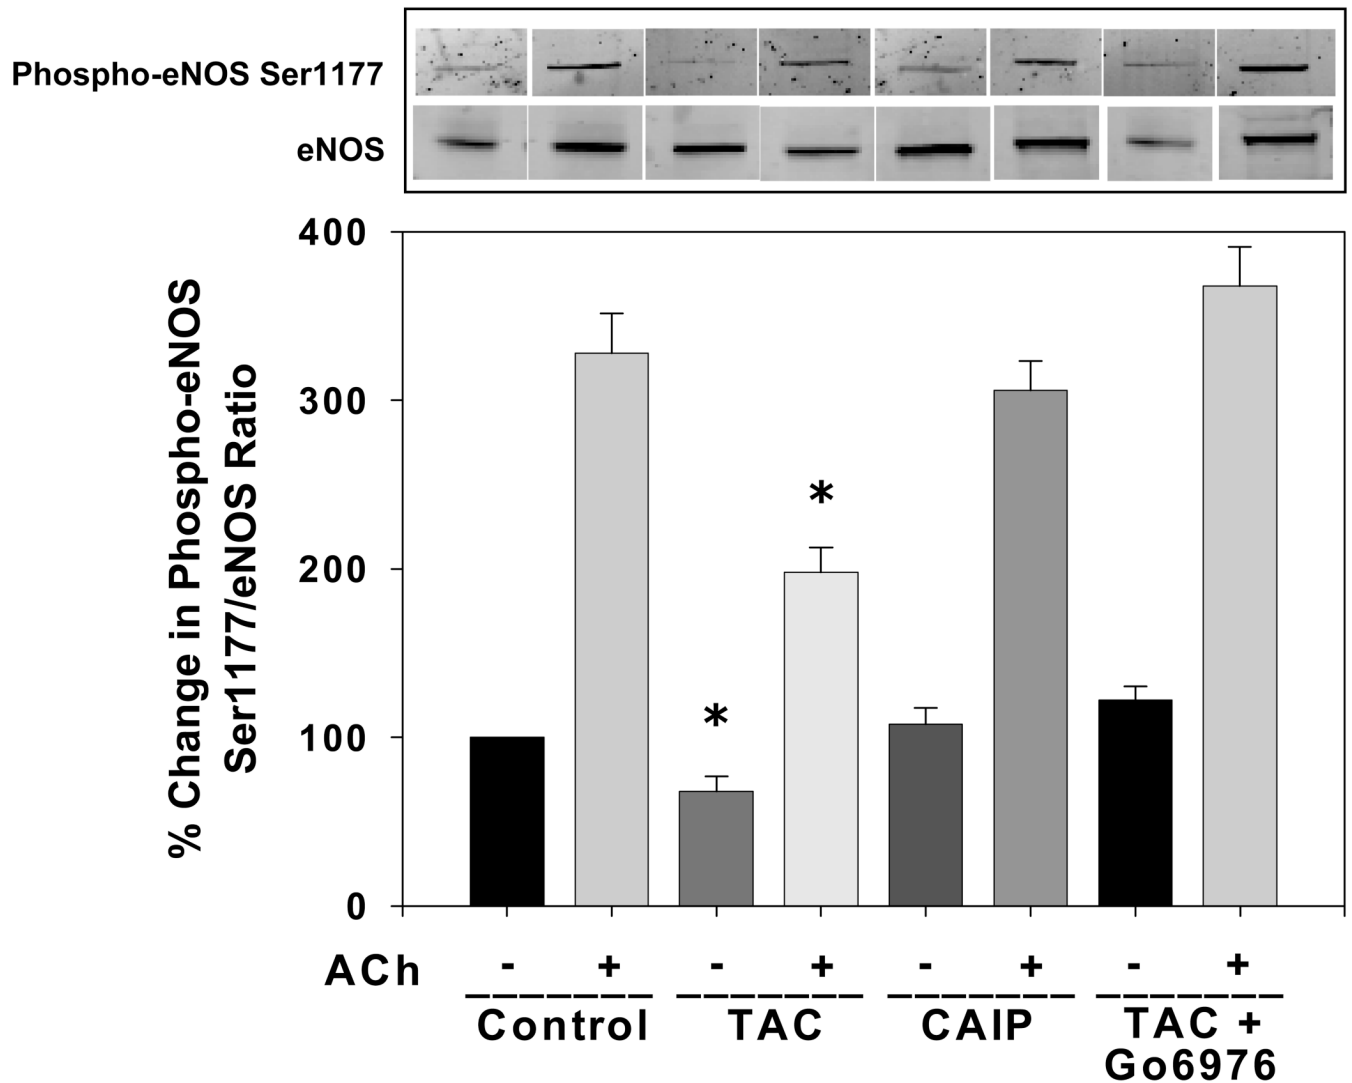 Phospho-eNOS Ser1177
eNOS
% Change in Phospho-eNOS
Ser1177/eNOS Ratio
400
300
200
100
0
*
*
ACh - + - + - + - +
Control TAC CAIP TAC +
Go6976